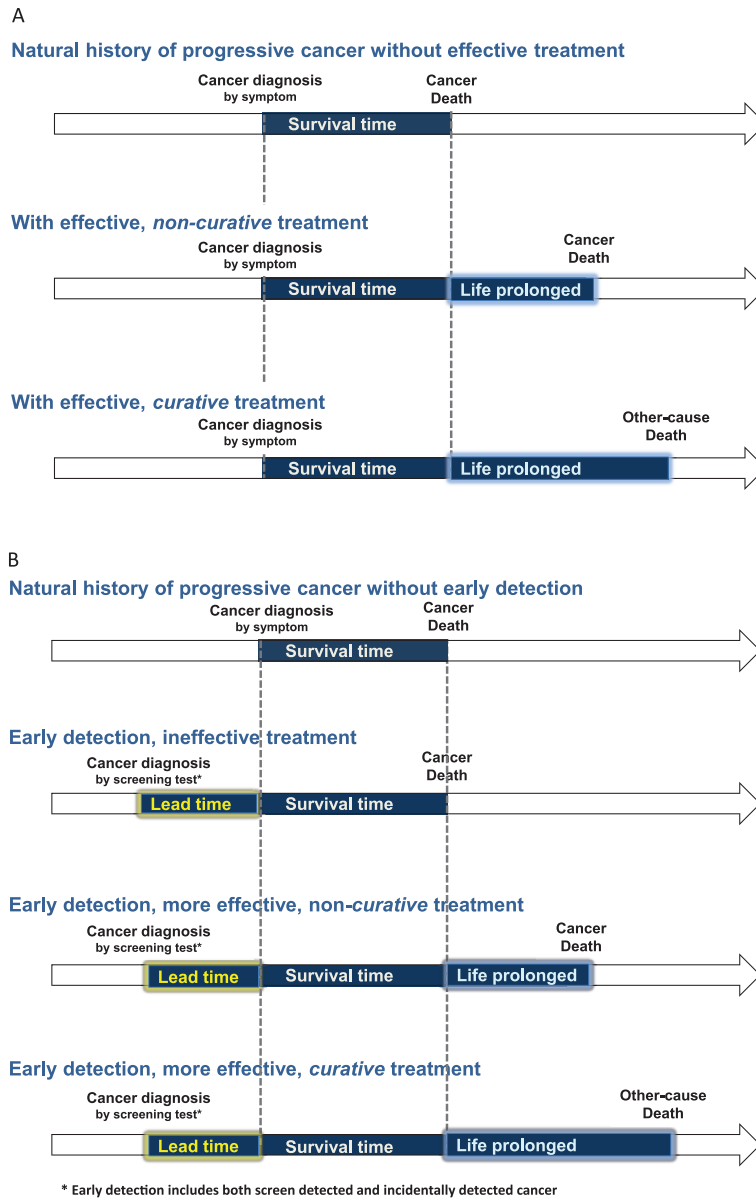 A
Natural history of progressive cancer without effective treatment
Cancer diagnosis
by symptom
Cancer
Death
Survival time
With effective, non-curative treatment
Cancer diagnosis
by symptom
Cancer
Death
Survival time
Life prolonged
With effective, curative treatment
Cancer diagnosis
by symptom
Other-cause
Death
Survival time
Life prolonged
B
Natural history of progressive cancer without early detection
Cancer diagnosis
by symptom
Cancer
Death
Survival time
Early detection, ineffective treatment
Cancer diagnosis
by screening test*
Cancer
Death
Lead time
Survival time
Early detection, more effective, non-curative treatment
Cancer diagnosis
by screening test*
Cancer
Death
Lead time
Survival time
Life prolonged
Early detection, more effective, curative treatment
Cancer diagnosis
by screening test*
Other-cause
Death
Lead time
Survival time
Life prolonged
* Early detection includes both screen detected and incidentally detected cancer